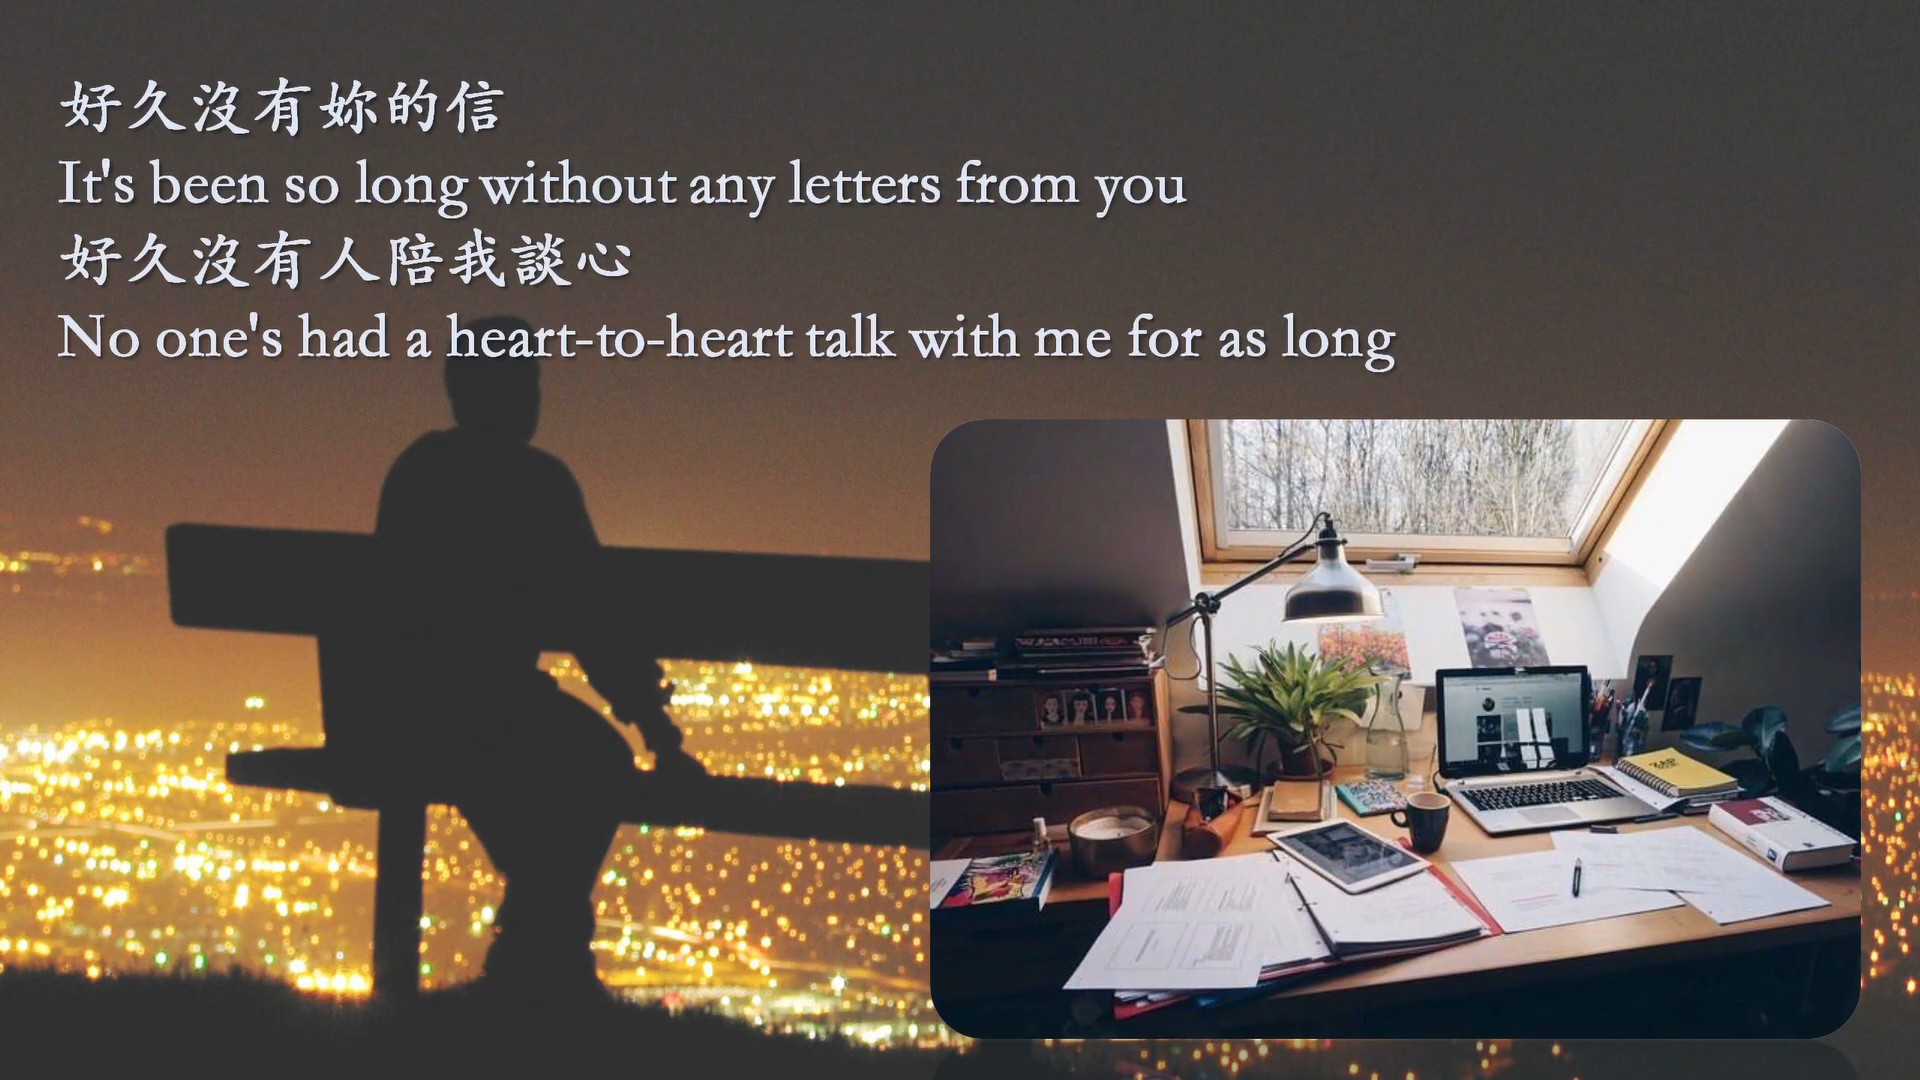 好久沒有妳的信
It's been so long without any letters from you
好久沒有人陪我談心
No one's had a heart-to-heart talk with me for as long
ZAP